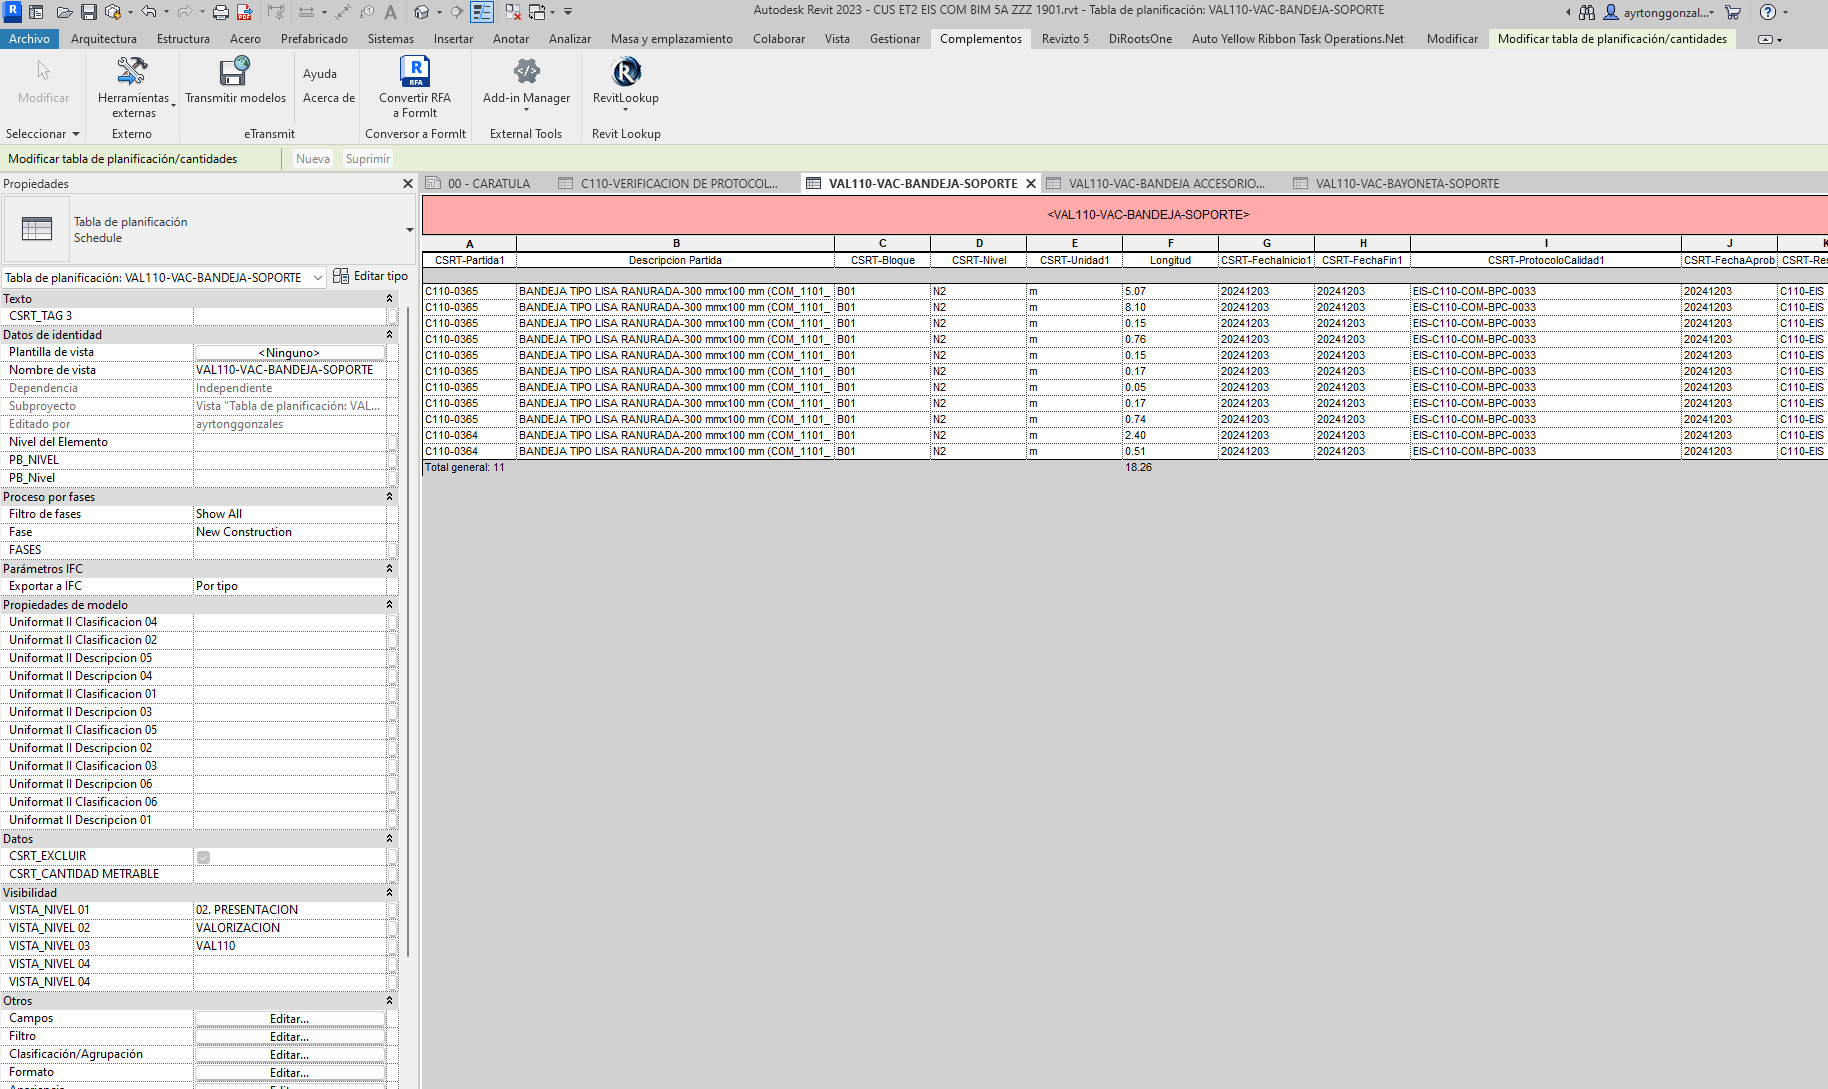 Autodesk Revit 2023 - CUS ET2 EIS COM BIM 5A ZZZ 1901.rvt - Tabla de planificación: VAL110-VAC-BANDEJA-SOPORTE
ayrtonggonzal...
Archivo Arquitectura Estructura Acero Prefabricado Sistemas Insertar Anotar Analizar Masa y emplazamiento Colaborar Vista Gestionar Complementos Revizto 5 DiRootsOne Auto Yellow Ribbon Task Operations.Net Modificar Modificar tabla de planificación/cantidades
Modificar
Herramientas externas
Transmitir modelos
Ayuda
Acerca de
Convertir RFA a FormIt
Add-in Manager
RevitLookup
Seleccionar Externo eTransmit Conversor a FormIt External Tools Revit Lookup
Modificar tabla de planificación/cantidades Nueva Suprimir
Propiedades
Tabla de planificación
Schedule
Tabla de planificación: VAL110-VAC-BANDEJA-SOPORTE Editar tipo
Texto
CSRT_TAG 3
Datos de identidad
Plantilla de vista <Ninguno>
Nombre de vista VAL110-VAC-BANDEJA-SOPORTE
Dependencia Independiente
Subproyecto Vista "Tabla de planificación: VAL...
Editado por ayrtonggonzales
Nivel del Elemento
PB_NIVEL
PB_Nivel
Proceso por fases
Filtro de fases Show All
Fase New Construction
FASES
Parámetros IFC
Exportar a IFC Por tipo
Propiedades de modelo
Uniformat II Clasificacion 04
Uniformat II Clasificacion 02
Uniformat II Descripcion 05
Uniformat II Descripcion 04
Uniformat II Clasificacion 01
Uniformat II Descripcion 03
Uniformat II Clasificacion 05
Uniformat II Descripcion 02
Uniformat II Clasificacion 03
Uniformat II Descripcion 06
Uniformat II Clasificacion 06
Uniformat II Descripcion 01
Datos
CSRT_EXCLUIR
CSRT_CANTIDAD METRABLE
Visibilidad
VISTA_NIVEL 01 02. PRESENTACION
VISTA_NIVEL 02 VALORIZACION
VISTA_NIVEL 03 VAL110
VISTA_NIVEL 04
VISTA_NIVEL 04
Otros
Campos Editar...
Filtro Editar...
Clasificación/Agrupación Editar...
Formato Editar...
00 - CARATULA C110-VERIFICACION DE PROTOCOL... VAL110-VAC-BANDEJA-SOPORTE VAL110-VAC-BANDEJA ACCESORIO... VAL110-VAC-BAYONETA-SOPORTE
<VAL110-VAC-BANDEJA-SOPORTE>
A B C D E F G H I J K
CSRT-Partida1 Descripcion Partida CSRT-Bloque CSRT-Nivel CSRT-Unidad1 Longitud CSRT-FechaInicio1 CSRT-FechaFin1 CSRT-ProtocoloCalidad1 CSRT-FechaAprob CSRT-Res
C110-0365 BANDEJA TIPO LISA RANURADA-300 mmx100 mm (COM_1101_ B01 N2 m 5.07 20241203 20241203 EIS-C110-COM-BPC-0033 20241203 C110-EIS
C110-0365 BANDEJA TIPO LISA RANURADA-300 mmx100 mm (COM_1101_ B01 N2 m 8.10 20241203 20241203 EIS-C110-COM-BPC-0033 20241203 C110-EIS
C110-0365 BANDEJA TIPO LISA RANURADA-300 mmx100 mm (COM_1101_ B01 N2 m 0.15 20241203 20241203 EIS-C110-COM-BPC-0033 20241203 C110-EIS
C110-0365 BANDEJA TIPO LISA RANURADA-300 mmx100 mm (COM_1101_ B01 N2 m 0.76 20241203 20241203 EIS-C110-COM-BPC-0033 20241203 C110-EIS
C110-0365 BANDEJA TIPO LISA RANURADA-300 mmx100 mm (COM_1101_ B01 N2 m 0.15 20241203 20241203 EIS-C110-COM-BPC-0033 20241203 C110-EIS
C110-0365 BANDEJA TIPO LISA RANURADA-300 mmx100 mm (COM_1101_ B01 N2 m 0.17 20241203 20241203 EIS-C110-COM-BPC-0033 20241203 C110-EIS
C110-0365 BANDEJA TIPO LISA RANURADA-300 mmx100 mm (COM_1101_ B01 N2 m 0.05 20241203 20241203 EIS-C110-COM-BPC-0033 20241203 C110-EIS
C110-0365 BANDEJA TIPO LISA RANURADA-300 mmx100 mm (COM_1101_ B01 N2 m 0.17 20241203 20241203 EIS-C110-COM-BPC-0033 20241203 C110-EIS
C110-0365 BANDEJA TIPO LISA RANURADA-300 mmx100 mm (COM_1101_ B01 N2 m 0.74 20241203 20241203 EIS-C110-COM-BPC-0033 20241203 C110-EIS
C110-0364 BANDEJA TIPO LISA RANURADA-200 mmx100 mm (COM_1101_ B01 N2 m 2.40 20241203 20241203 EIS-C110-COM-BPC-0033 20241203 C110-EIS
C110-0364 BANDEJA TIPO LISA RANURADA-200 mmx100 mm (COM_1101_ B01 N2 m 0.51 20241203 20241203 EIS-C110-COM-BPC-0033 20241203 C110-EIS
Total general: 11 18.26